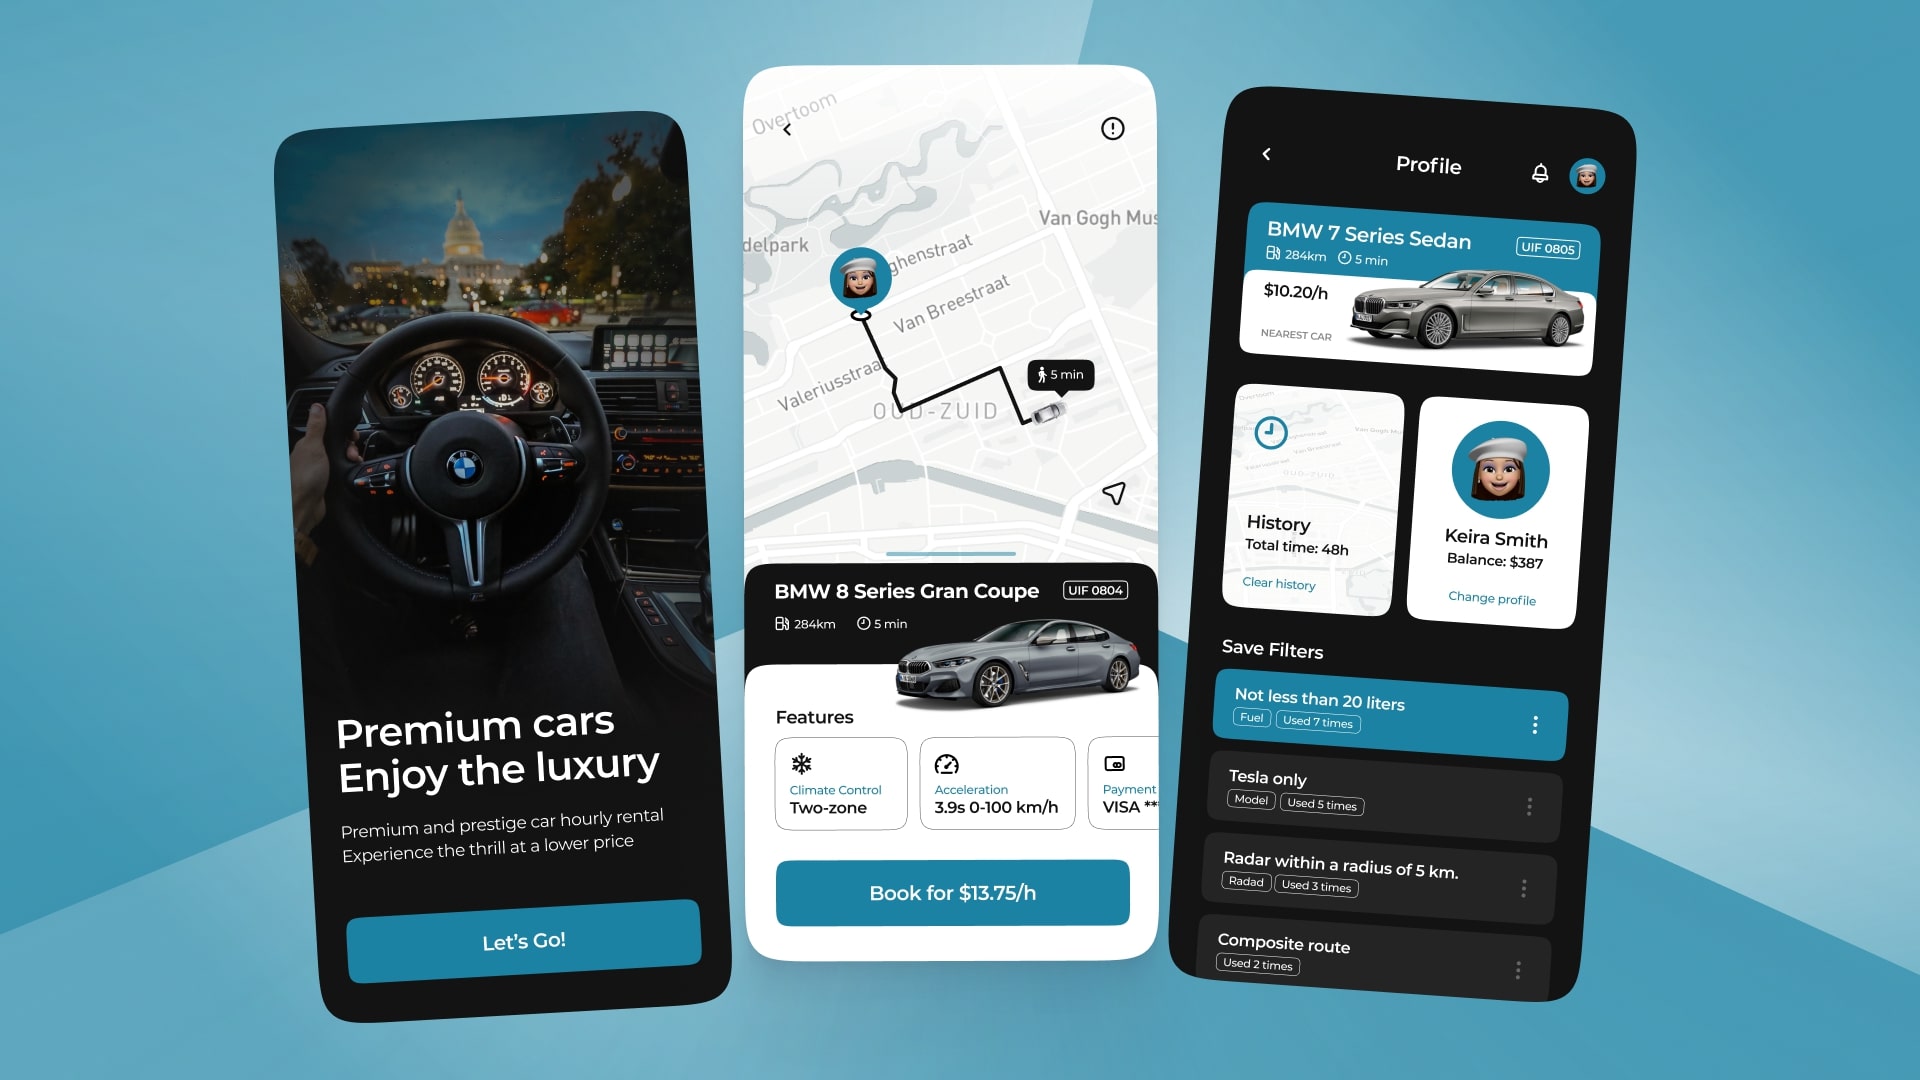 Premium cars
Enjoy the luxury
Premium and prestige car hourly rental
Experience the thrill at a lower price
Let's Go!
Overtoom
Van Gogh Mus
delpark
ghenstraat
Van Breestraat
Valeriusstraa
OUD-ZUID
5 min
BMW 8 Series Gran Coupe
UIF 0804
284km
5 min
Features
Climate Control
Two-zone
Acceleration
3.9s 0-100 km/h
Payment
VISA **
Book for $13.75/h
Profile
BMW 7 Series Sedan
UIF 0805
284km
5 min
$10.20/h
NEAREST CAR
Overtoom
Van Gogh Mu
OUD-ZUID
History
Total time: 48h
Clear history
Keira Smith
Balance: $387
Change profile
Save Filters
Not less than 20 liters
Fuel
Used 7 times
Tesla only
Model
Used 5 times
Radar within a radius of 5 km.
Radad
Used 3 times
Composite route
Used 2 times